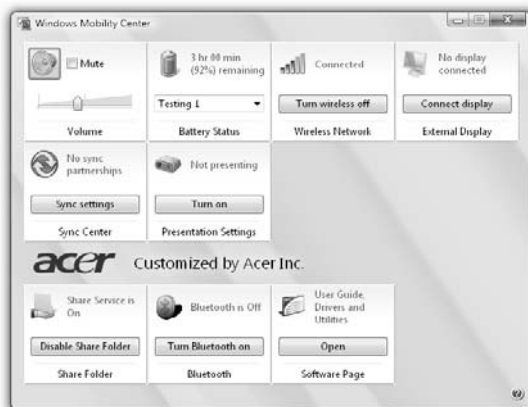 Windows Mobility Center
Mute
Volume
3 hr 00 min
(92%) remaining
Testing 1
Battery Status
Connected
Turn wireless off
Wireless Network
No display
connected
Connect display
External Display
No sync
partnerships
Sync settings
Sync Center
Not presenting
Turn on
Presentation Settings
acer Customized by Acer Inc.
Share Service is
On
Disable Share Folder
Share Folder
Bluetooth is Off
Turn Bluetooth on
Bluetooth
User Guide,
Drivers and
Utilities
Open
Software Page